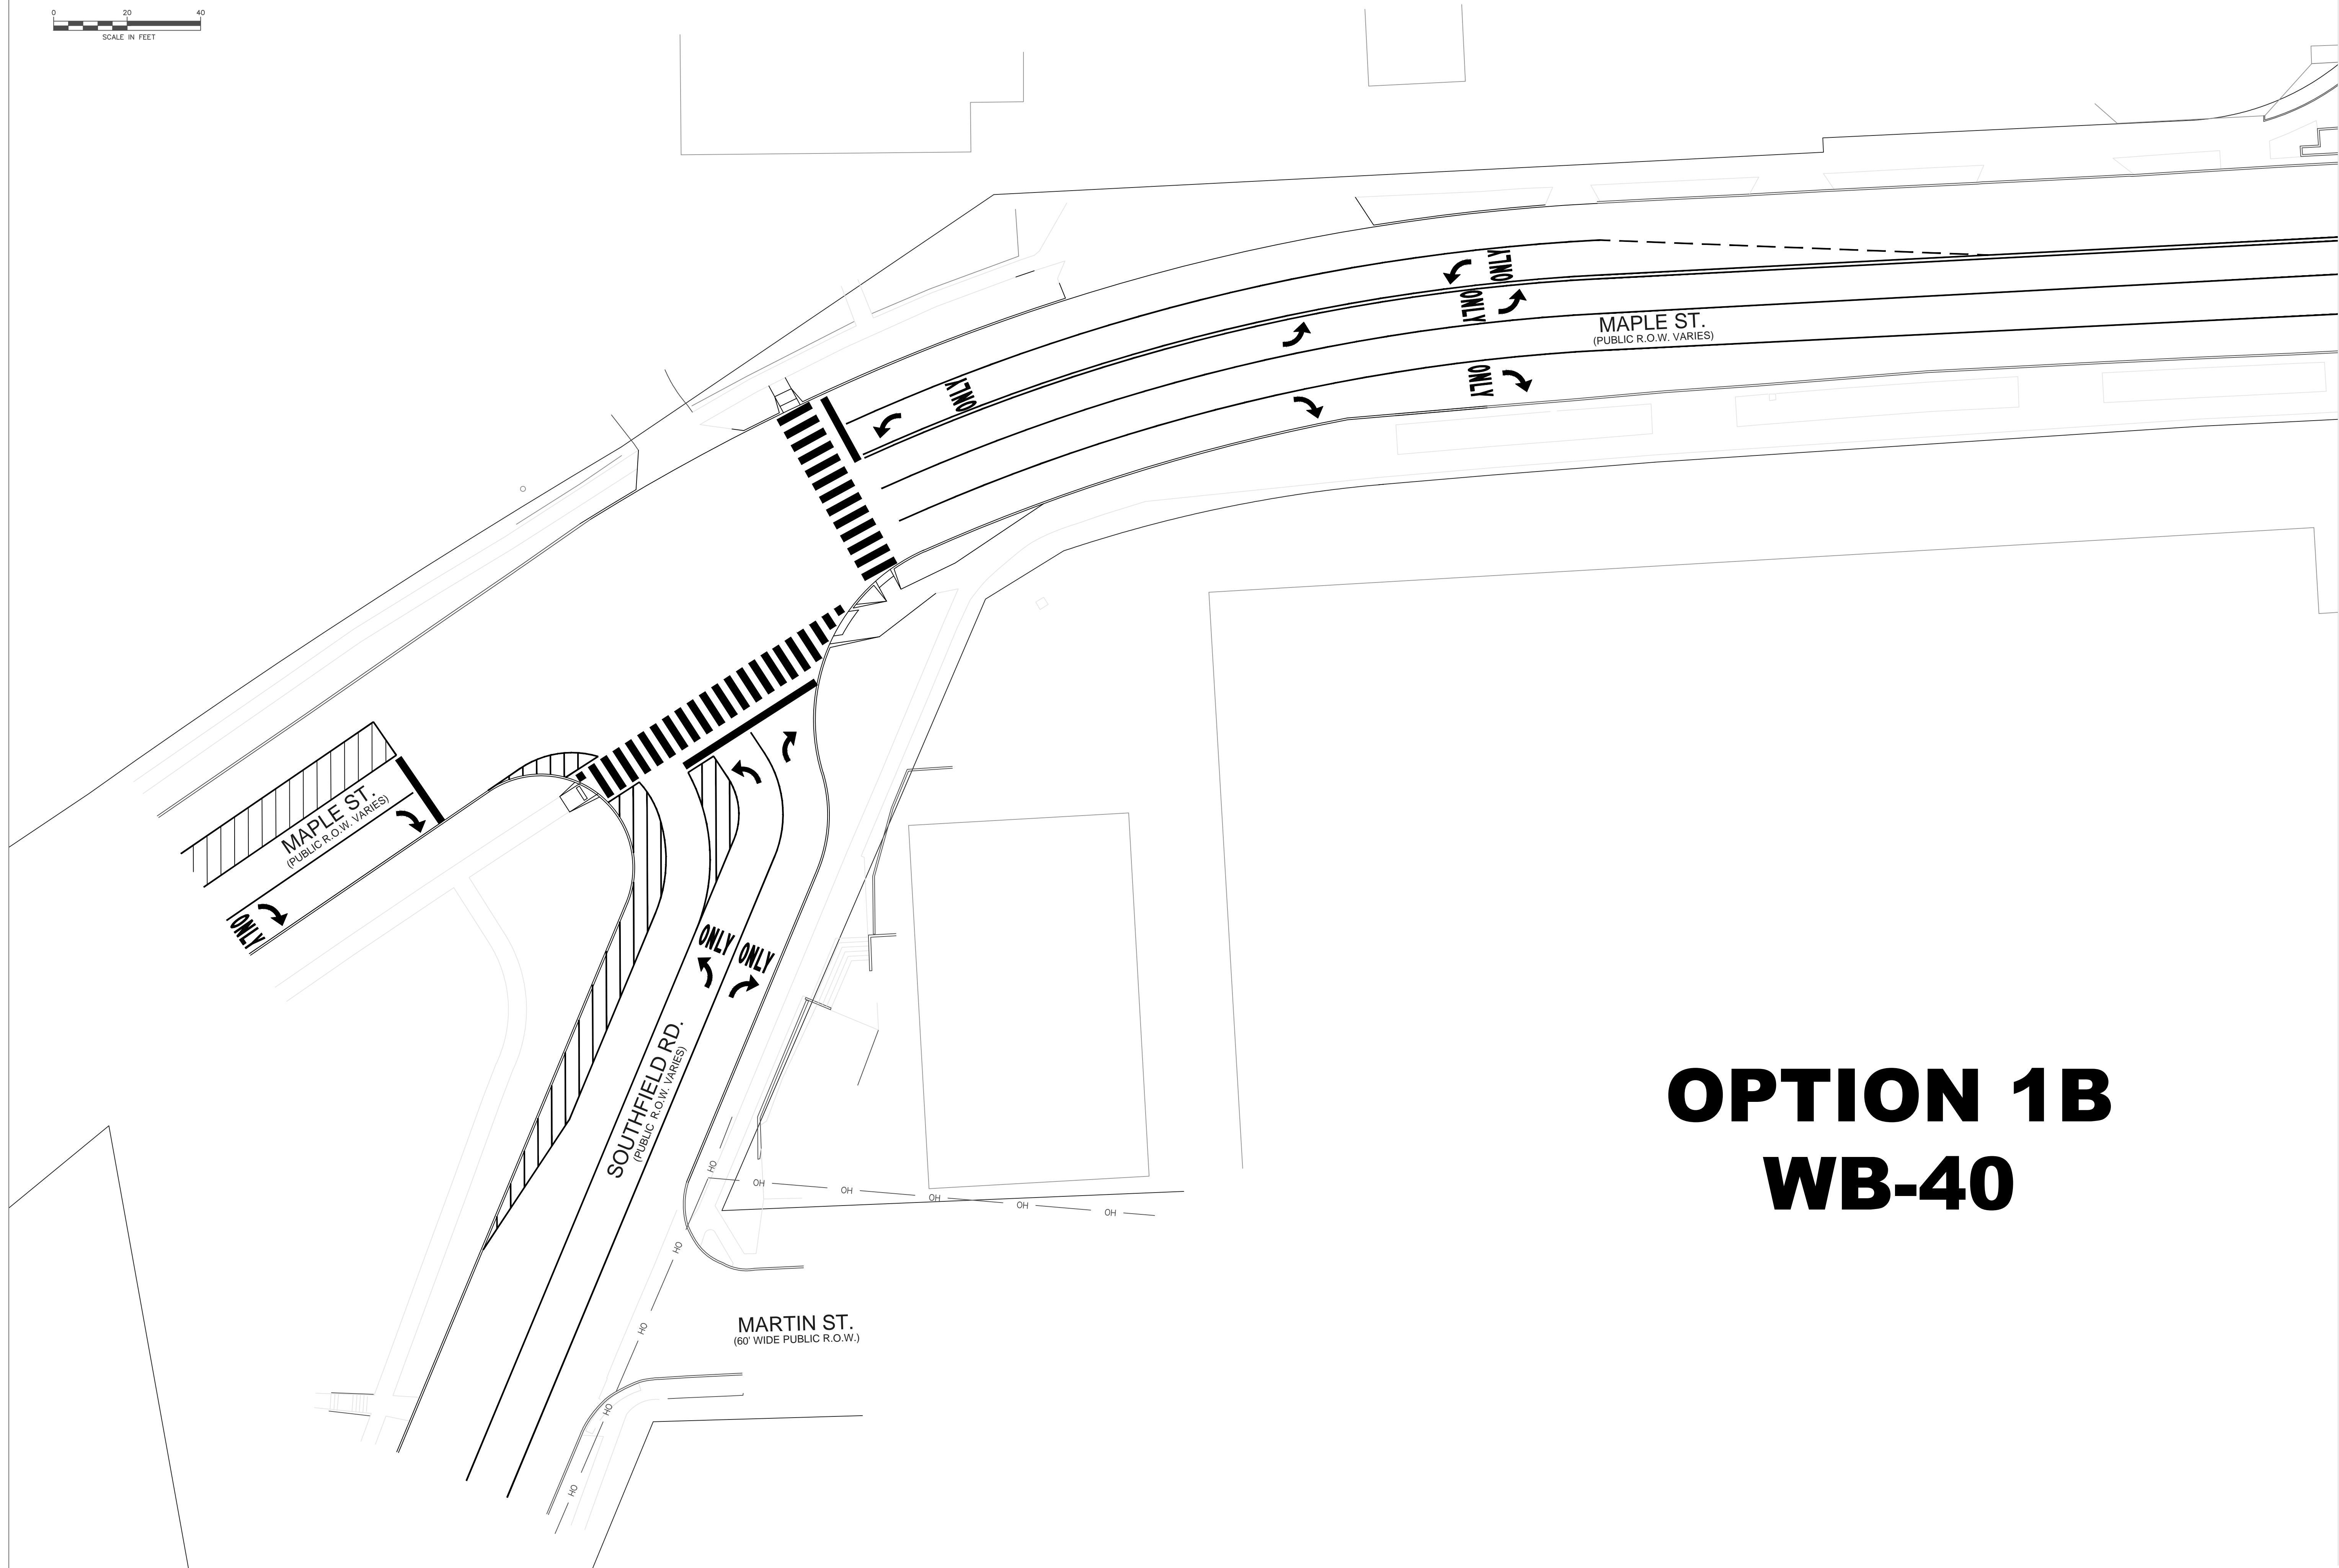 0 20 40
SCALE IN FEET
ONLY
ONLY
MAPLE ST.
(PUBLIC R.O.W. VARIES)
ONLY
ONLY
MAPLE ST.
(PUBLIC R.O.W. VARIES)
ONLY
ONLY ONLY
SOUTHFIELD RD.
(PUBLIC R.O.W. VARIES)
OH
OH
OH
OH
OH
OH
OH
OH
OH
OH
MARTIN ST.
(60' WIDE PUBLIC R.O.W.)
OPTION 1B
WB-40